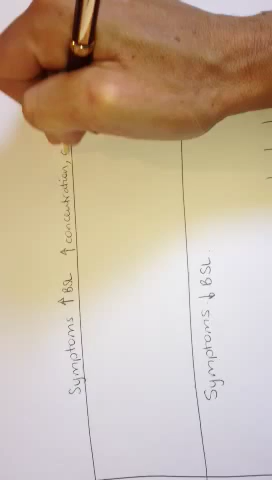 Symptoms ↑ BSL ↑ concentration,
Symptoms ↓ BSL.